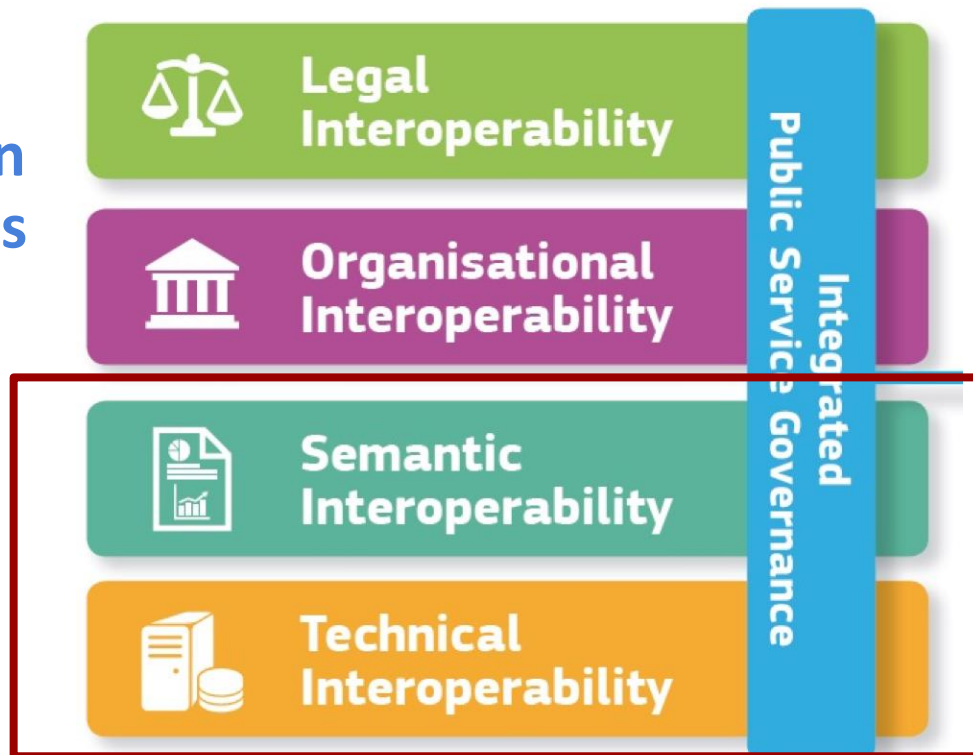 n
s
Legal
Interoperability
Organisational
Interoperability
Semantic
Interoperability
Technical
Interoperability
Integrated
Public Service Governance